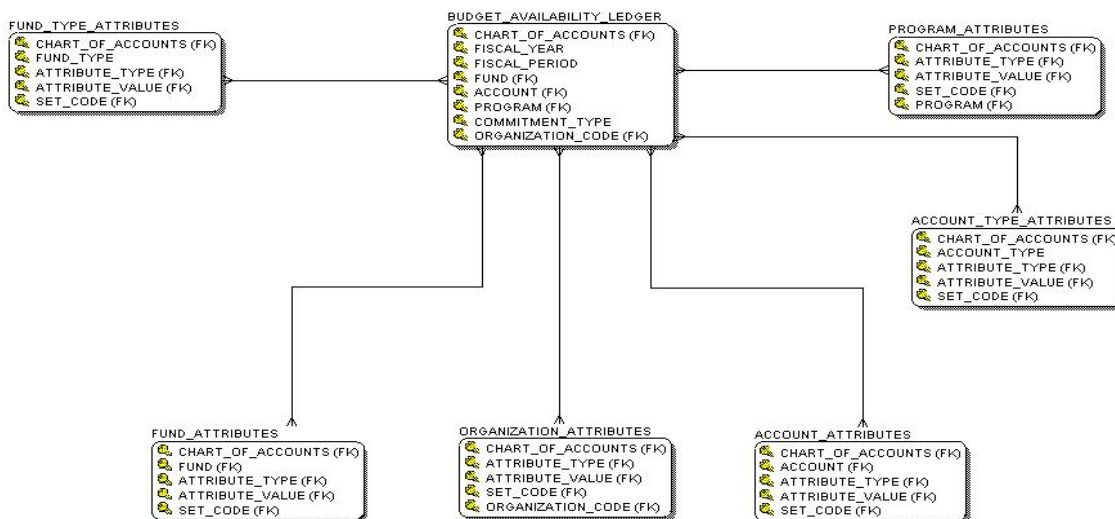 FUND_TYPE_ATTRIBUTES
CHART_OF_ACCOUNTS (FK)
FUND_TYPE
ATTRIBUTE_TYPE (FK)
ATTRIBUTE_VALUE (FK)
SET_CODE (FK)
BUDGET_AVAILABILITY_LEDGER
CHART_OF_ACCOUNTS (FK)
FISCAL_YEAR
FISCAL_PERIOD
FUND (FK)
ACCOUNT (FK)
PROGRAM (FK)
COMMITMENT_TYPE
ORGANIZATION_CODE (FK)
PROGRAM_ATTRIBUTES
CHART_OF_ACCOUNTS (FK)
ATTRIBUTE_TYPE (FK)
ATTRIBUTE_VALUE (FK)
SET_CODE (FK)
PROGRAM (FK)
ACCOUNT_TYPE_ATTRIBUTES
CHART_OF_ACCOUNTS (FK)
ACCOUNT_TYPE
ATTRIBUTE_TYPE (FK)
ATTRIBUTE_VALUE (FK)
SET_CODE (FK)
FUND_ATTRIBUTES
CHART_OF_ACCOUNTS (FK)
FUND (FK)
ATTRIBUTE_TYPE (FK)
ATTRIBUTE_VALUE (FK)
SET_CODE (FK)
ORGANIZATION_ATTRIBUTES
CHART_OF_ACCOUNTS (FK)
ATTRIBUTE_TYPE (FK)
ATTRIBUTE_VALUE (FK)
SET_CODE (FK)
ORGANIZATION_CODE (FK)
ACCOUNT_ATTRIBUTES
CHART_OF_ACCOUNTS (FK)
ACCOUNT (FK)
ATTRIBUTE_TYPE (FK)
ATTRIBUTE_VALUE (FK)
SET_CODE (FK)